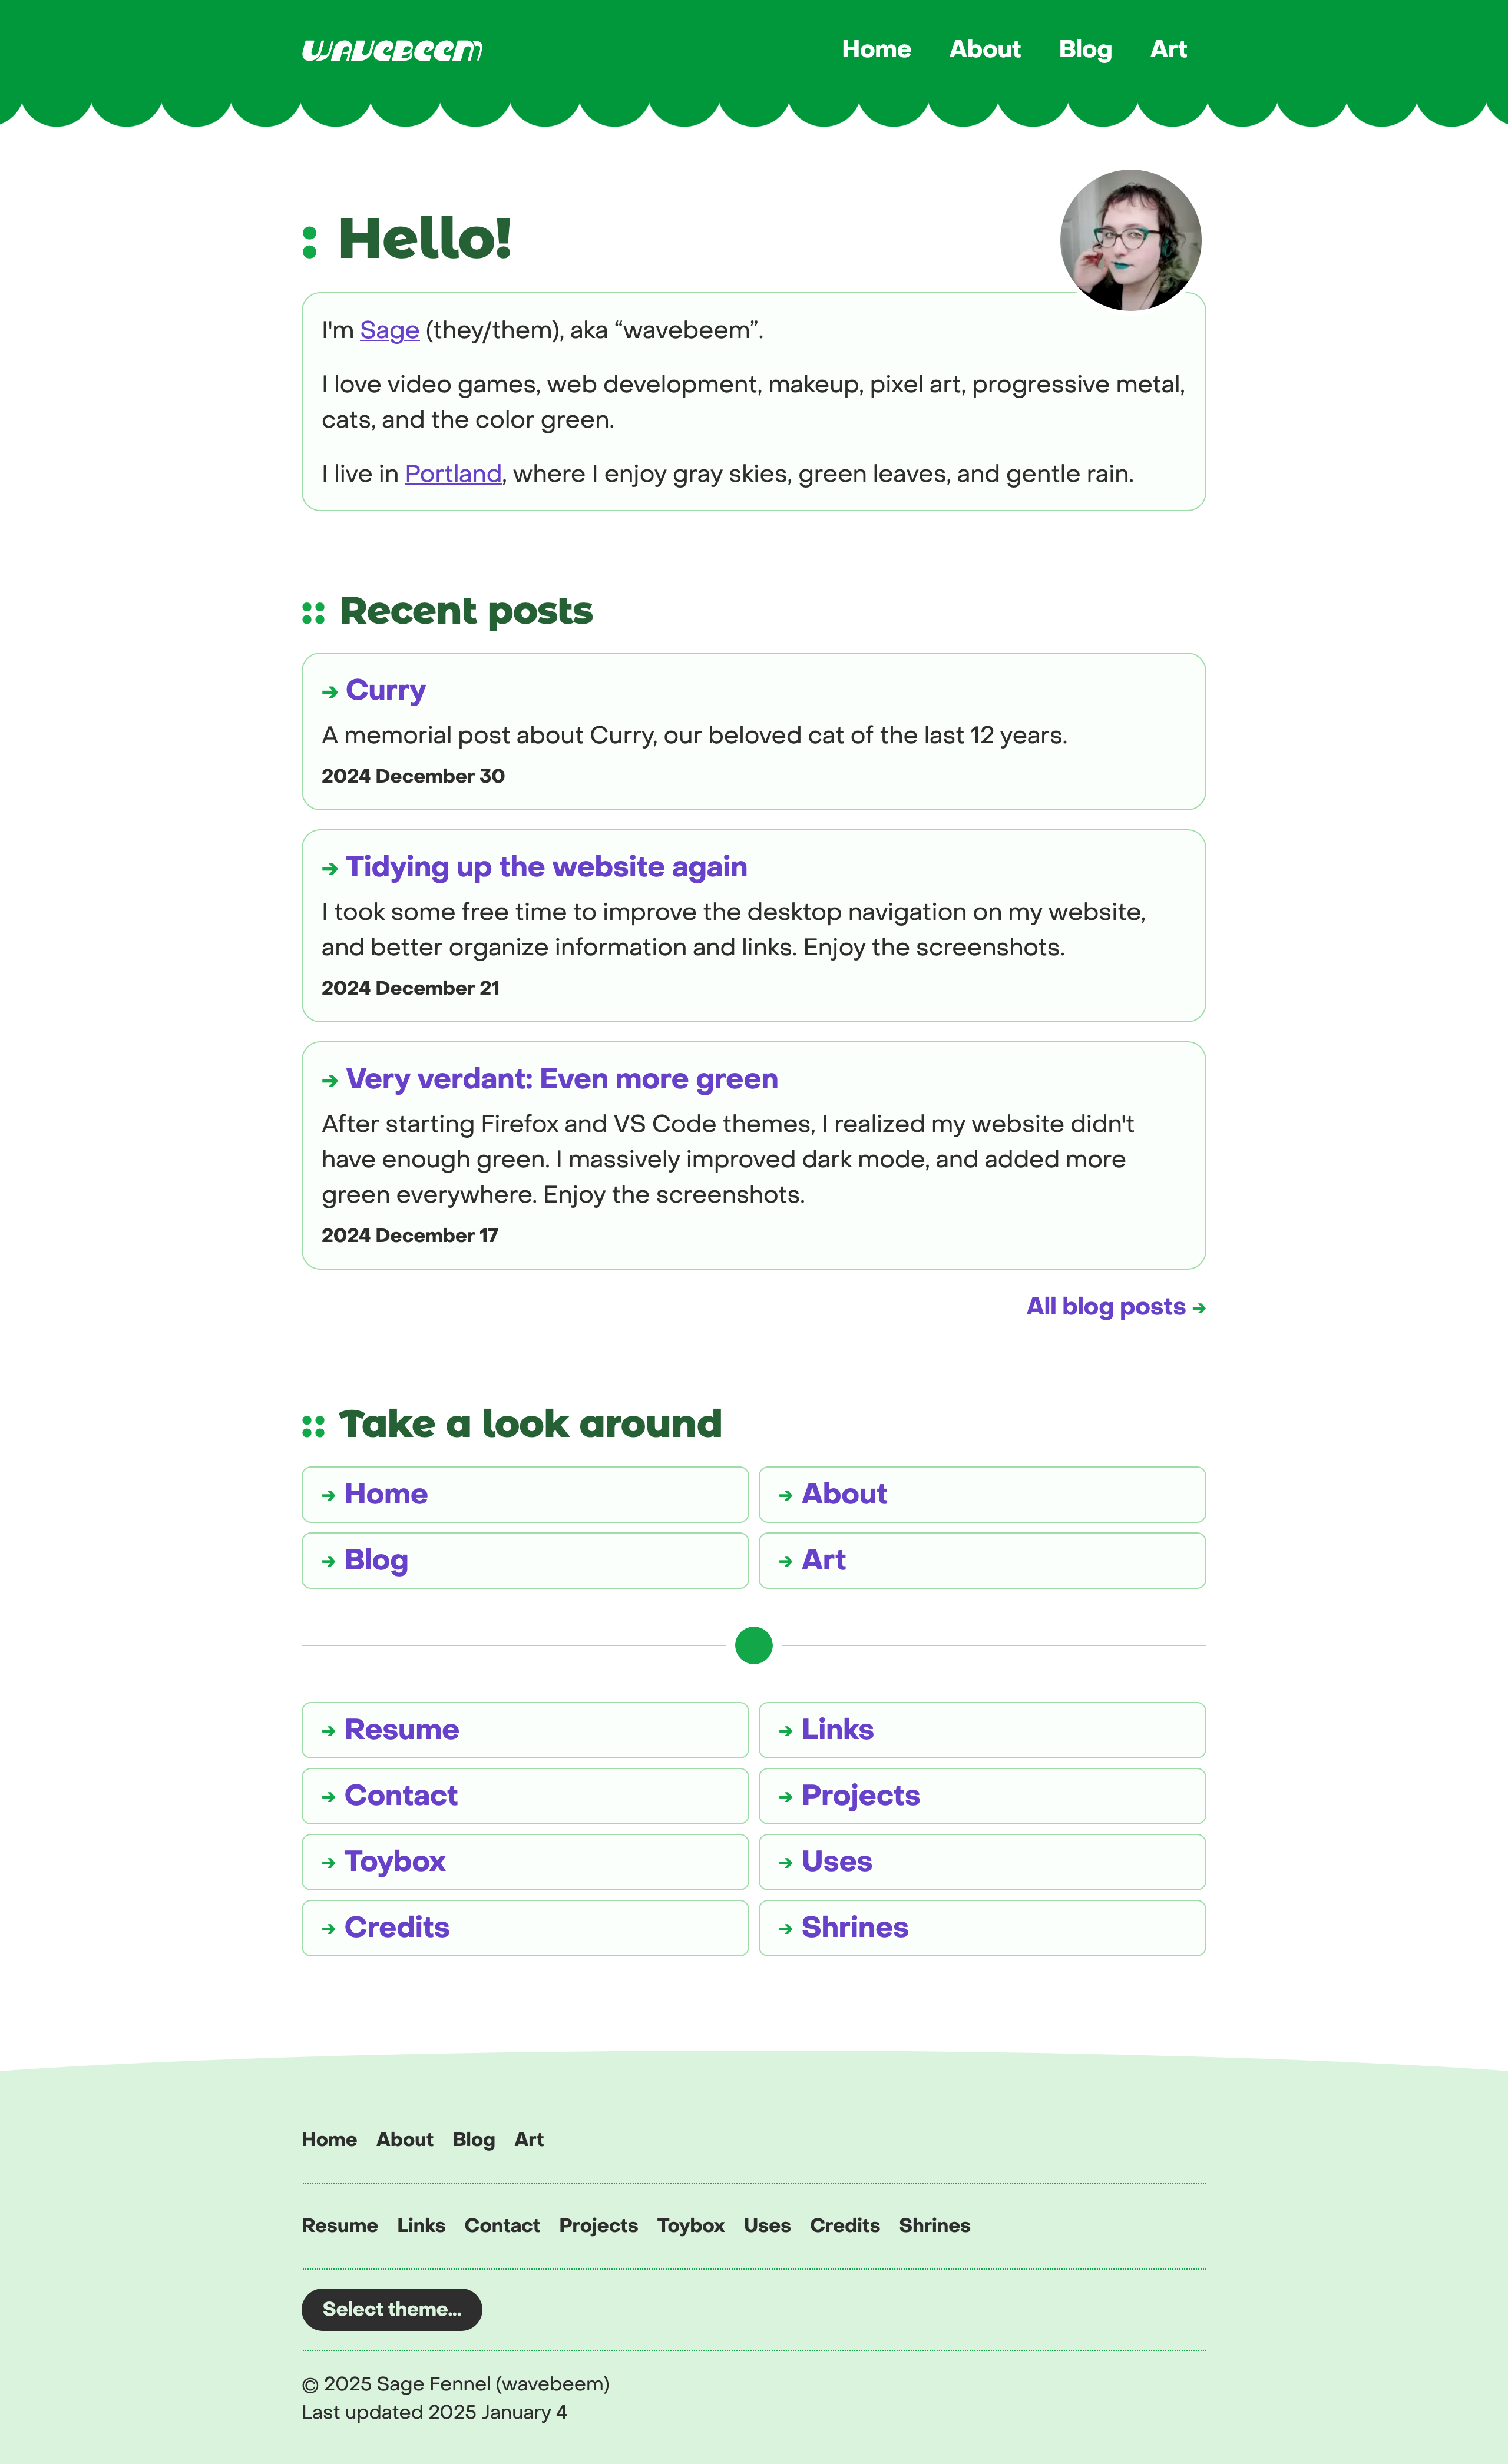 wavebeem
Home About Blog Art
Hello!
I'm Sage (they/them), aka “wavebeem”.
I love video games, web development, makeup, pixel art, progressive metal,
cats, and the color green.
I live in Portland, where I enjoy gray skies, green leaves, and gentle rain.
Recent posts
→ Curry
A memorial post about Curry, our beloved cat of the last 12 years.
2024 December 30
→ Tidying up the website again
I took some free time to improve the desktop navigation on my website,
and better organize information and links. Enjoy the screenshots.
2024 December 21
→ Very verdant: Even more green
After starting Firefox and VS Code themes, I realized my website didn't
have enough green. I massively improved dark mode, and added more
green everywhere. Enjoy the screenshots.
2024 December 17
All blog posts →
Take a look around
→ Home
→ About
→ Blog
→ Art
→ Resume
→ Links
→ Contact
→ Projects
→ Toybox
→ Uses
→ Credits
→ Shrines
Home About Blog Art
Resume Links Contact Projects Toybox Uses Credits Shrines
Select theme...
© 2025 Sage Fennel (wavebeem)
Last updated 2025 January 4